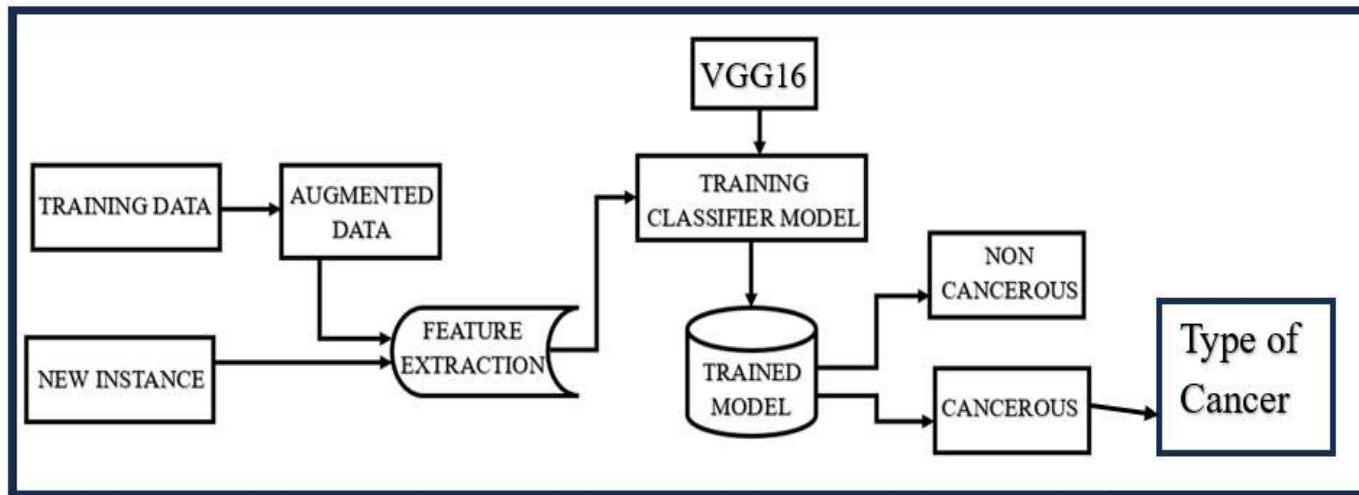 VGG16
TRAINING DATA
AUGMENTED
DATA
TRAINING
CLASSIFIER MODEL
NEW INSTANCE
FEATURE
EXTRACTION
TRAINED
MODEL
NON
CANCEROUS
CANCEROUS
Type of
Cancer